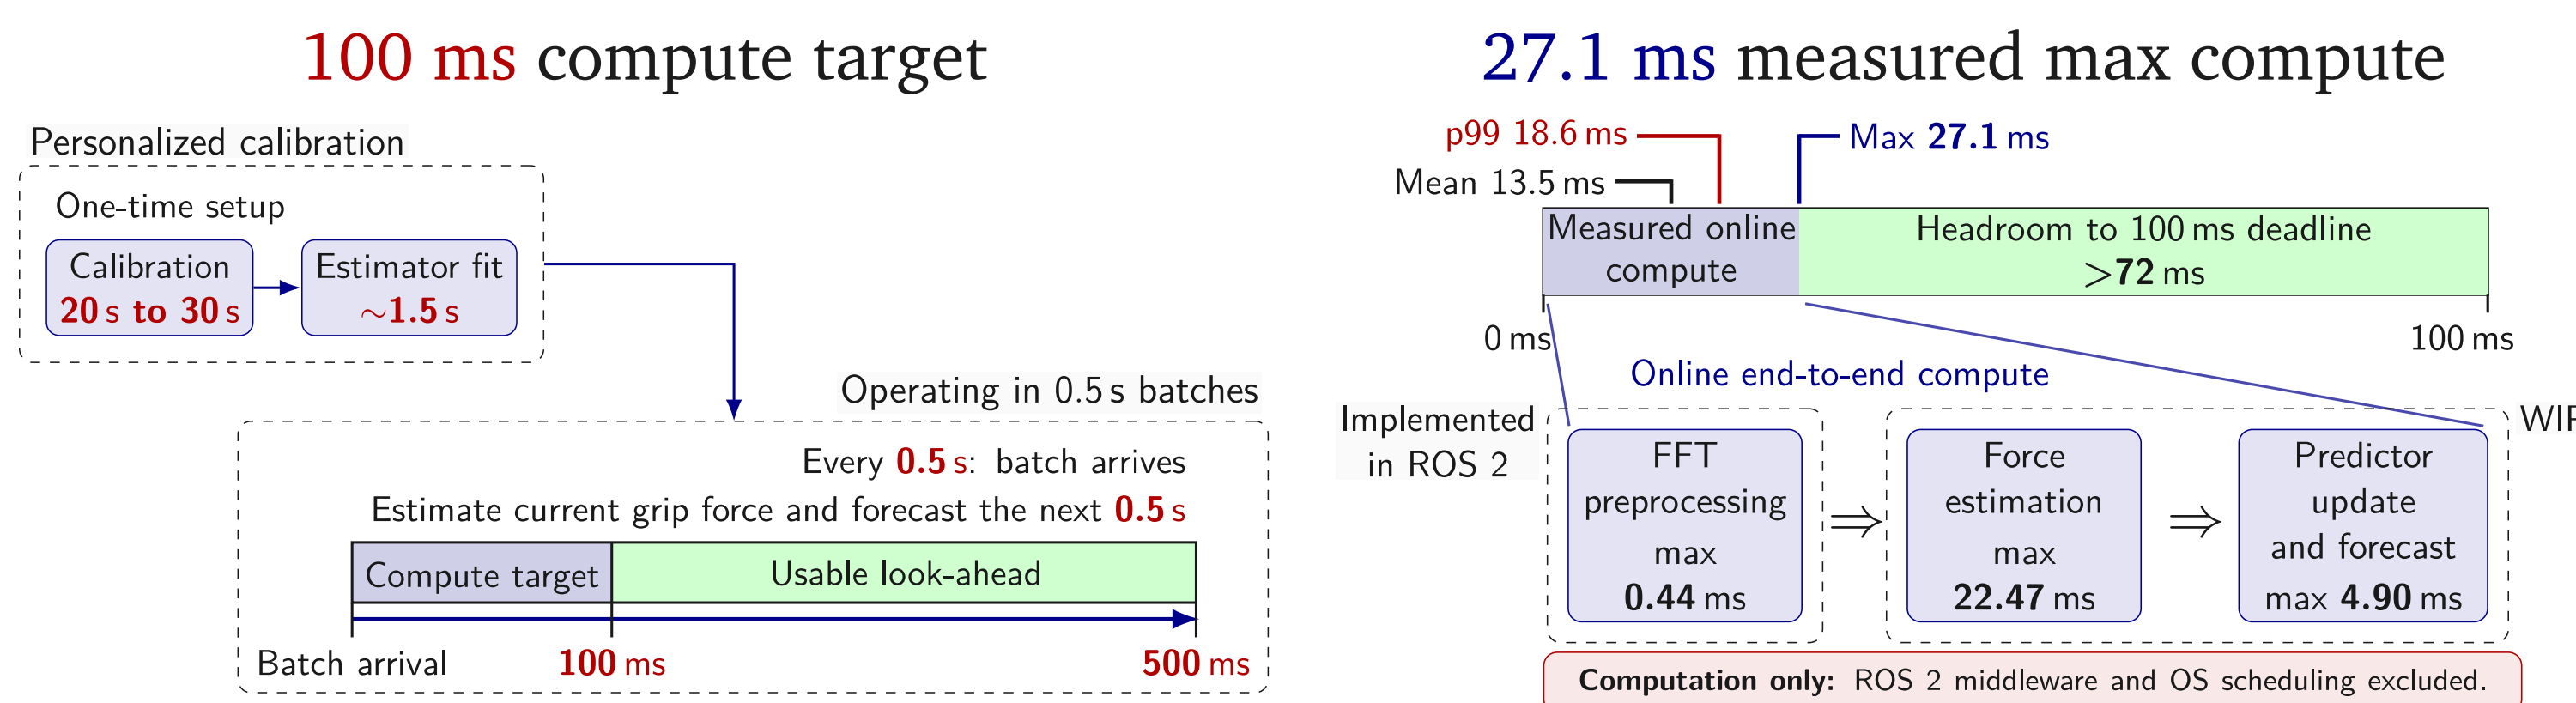 100 ms compute target
Personalized calibration
One-time setup
Calibration
20 s to 30 s
Estimator fit
~1.5 s
Operating in 0.5 s batches
Every 0.5 s: batch arrives
Estimate current grip force and forecast the next 0.5 s
Compute target
Usable look-ahead
Batch arrival
100 ms
500 ms
27.1 ms measured max compute
p99 18.6 ms
Max 27.1 ms
Mean 13.5 ms
Measured online
compute
Headroom to 100 ms deadline
>72 ms
0 ms
100 ms
Online end-to-end compute
Implemented
in ROS 2
FFT
preprocessing
max
0.44 ms
⇒
Force
estimation
max
22.47 ms
⇒
Predictor
update
and forecast
max 4.90 ms
Computation only: ROS 2 middleware and OS scheduling excluded.